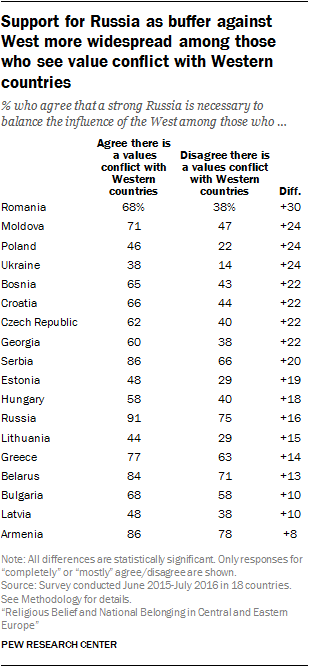 Support for Russia as buffer against
West more widespread among those
who see value conflict with Western
countries
% who agree that a strong Russia is necessary to
balance the influence of the West among those who ...
Agree there is
a values
conflict with
Western
countries
Disagree there is
a values conflict
with Western
countries
Diff.
Romania 68% 38% +30
Moldova 71 47 +24
Poland 46 22 +24
Ukraine 38 14 +24
Bosnia 65 43 +22
Croatia 66 44 +22
Czech Republic 62 40 +22
Georgia 60 38 +22
Serbia 86 66 +20
Estonia 48 29 +19
Hungary 58 40 +18
Russia 91 75 +16
Lithuania 44 29 +15
Greece 77 63 +14
Belarus 84 71 +13
Bulgaria 68 58 +10
Latvia 48 38 +10
Armenia 86 78 +8
Note: All differences are statistically significant. Only responses for
“completely” or “mostly” agree/disagree are shown.
Source: Survey conducted June 2015-July 2016 in 18 countries.
See Methodology for details.
“Religious Belief and National Belonging in Central and Eastern
Europe”
PEW RESEARCH CENTER